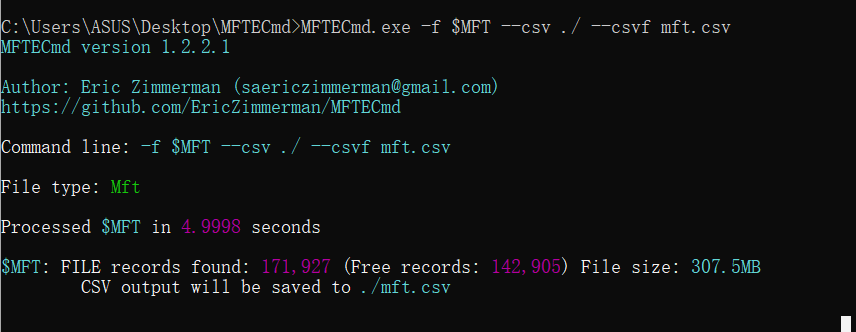 C:\Users\ASUS\Desktop\MFTECmd>MFTECmd.exe -f $MFT --csv ./ --csvf mft.csv
MFTECmd version 1.2.2.1
Author: Eric Zimmerman (saericzimmerman@gmail.com)
https://github.com/EricZimmerman/MFTECmd
Command line: -f $MFT --csv ./ --csvf mft.csv
File type: Mft
Processed $MFT in 4.9998 seconds
$MFT: FILE records found: 171,927 (Free records: 142,905) File size: 307.5MB
CSV output will be saved to ./mft.csv